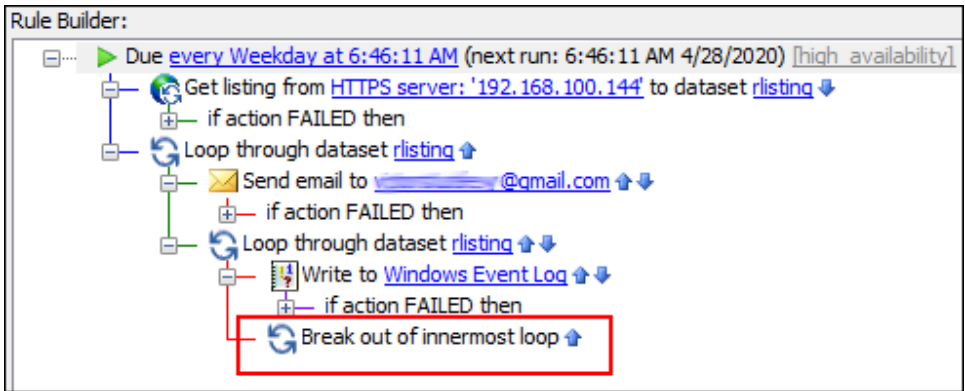 Rule Builder:
Due every Weekday at 6:46:11 AM (next run: 6:46:11 AM 4/28/2020) [high_availability]
Get listing from HTTPS server: '192.168.100.144' to dataset rlisting
if action FAILED then
Loop through dataset rlisting
Send email to @gmail.com
if action FAILED then
Loop through dataset rlisting
Write to Windows Event Log
if action FAILED then
Break out of innermost loop